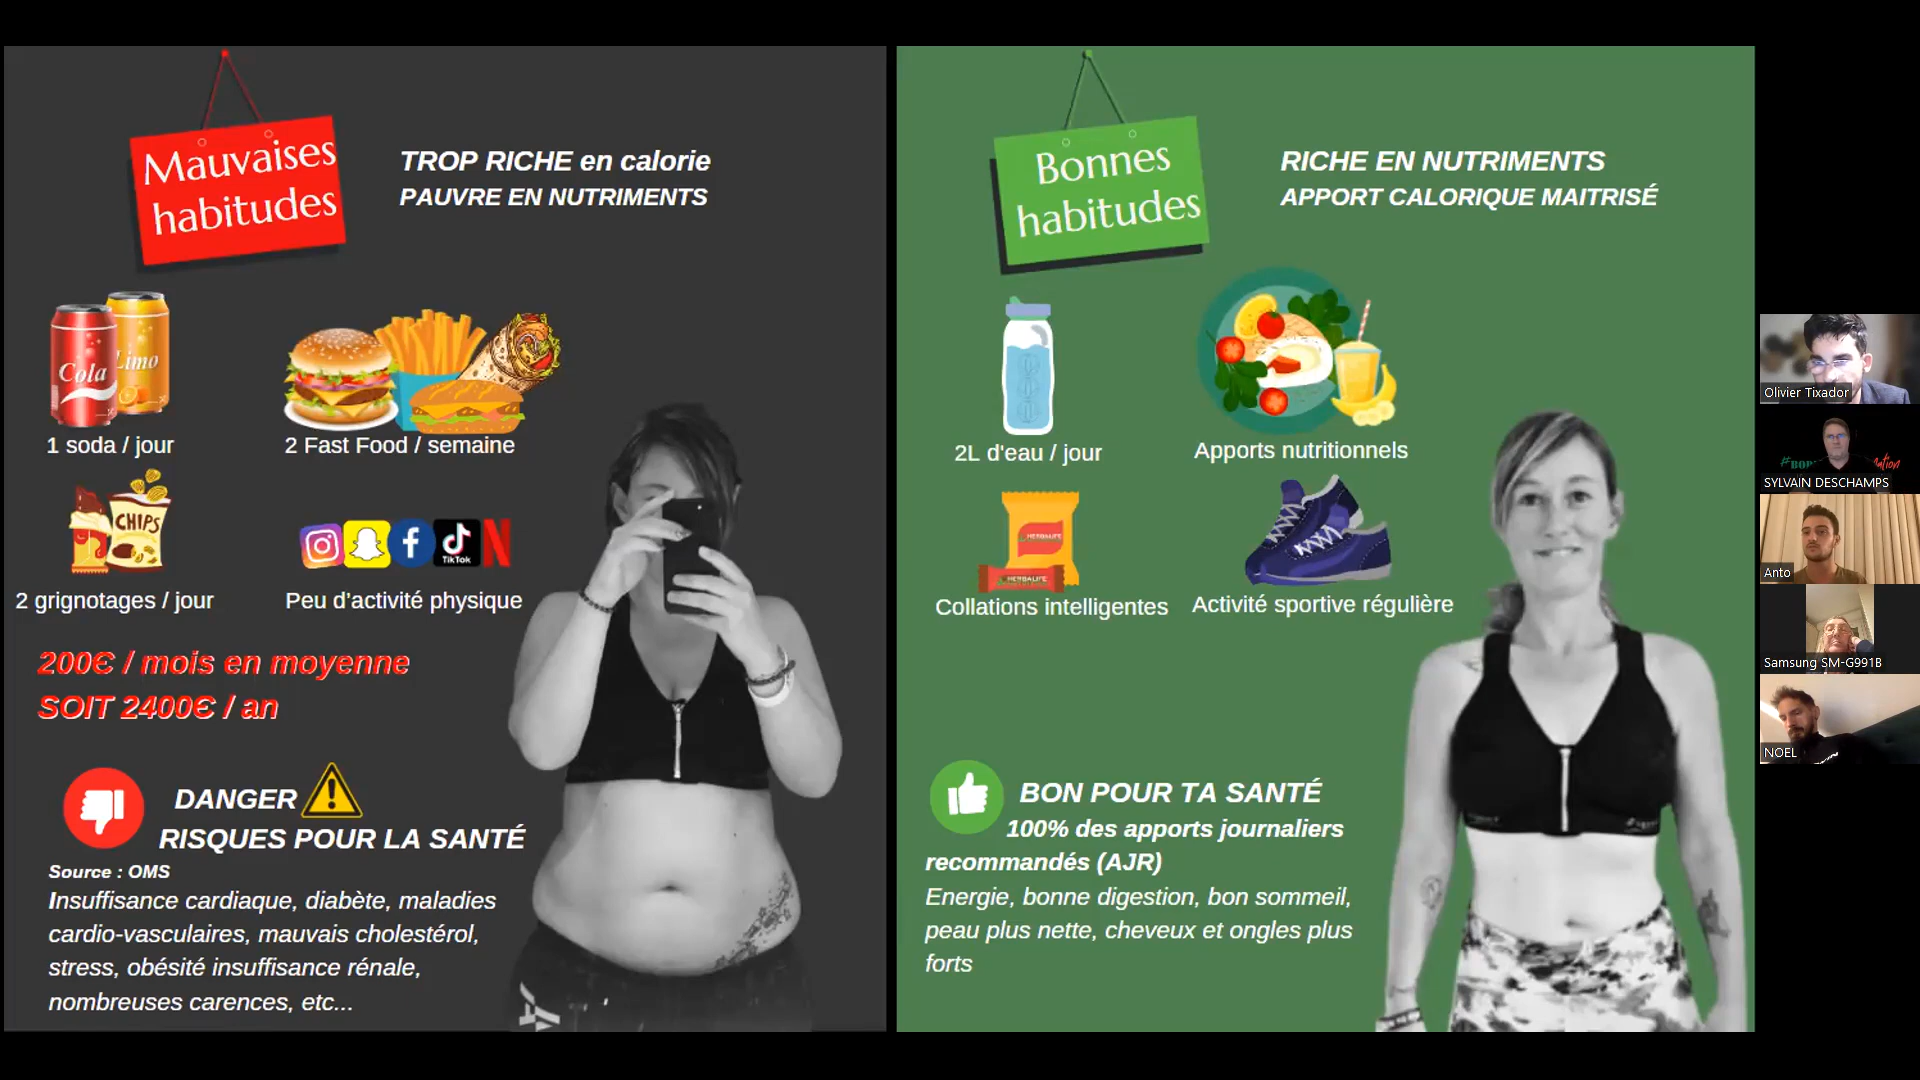 Mauvaises
habitudes
TROP RICHE en calorie
PAUVRE EN NUTRIMENTS
Cola
Limo
1 soda / jour
2 Fast Food / semaine
CHIPS
TikTok
2 grignotages / jour
Peu d'activité physique
200€ / mois en moyenne
SOIT 2400€ / an
DANGER
RISQUES POUR LA SANTÉ
Source : OMS
Insuffisance cardiaque, diabète, maladies
cardio-vasculaires, mauvais cholestérol,
stress, obésité insuffisance rénale,
nombreuses carences, etc...
Bonnes
habitudes
RICHE EN NUTRIMENTS
APPORT CALORIQUE MAITRISÉ
2L d'eau / jour
Apports nutritionnels
HERBALIFE
HERBALIFE
Collations intelligentes
Activité sportive régulière
BON POUR TA SANTÉ
100% des apports journaliers
recommandés (AJR)
Energie, bonne digestion, bon sommeil,
peau plus nette, cheveux et ongles plus
forts
Olivier Tixador
SYLVAIN DESCHAMPS
Anto
Samsung SM-G991B
NOEL